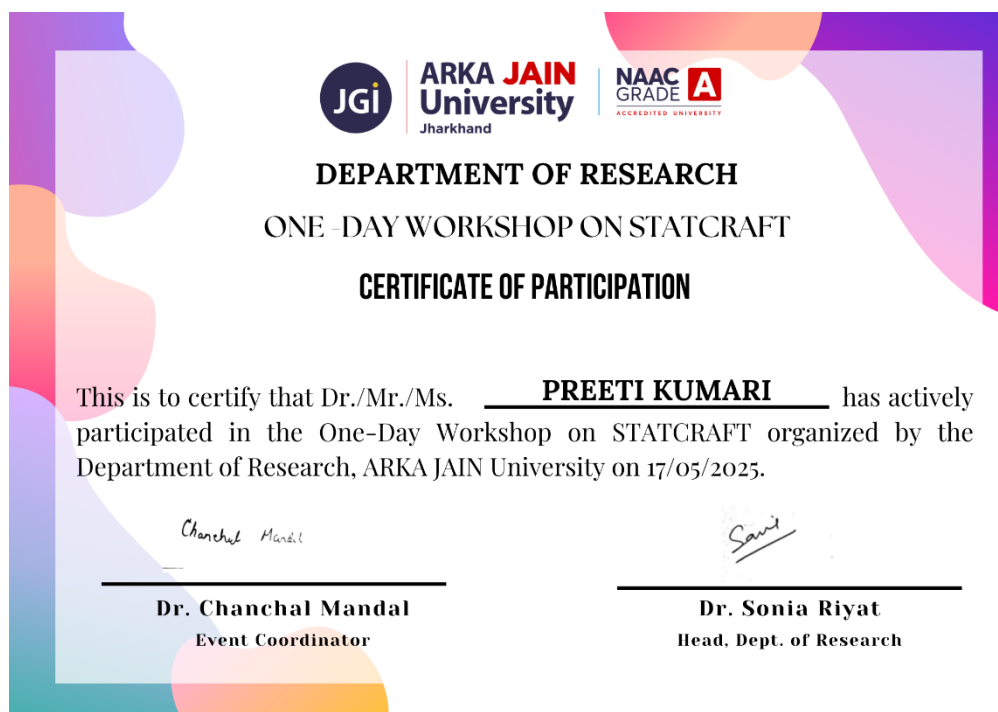 JGi
ARKA JAIN
University
Jharkhand
NAAC
GRADE A
ACCREDITED UNIVERSITY
DEPARTMENT OF RESEARCH
ONE -DAY WORKSHOP ON STATCRAFT
CERTIFICATE OF PARTICIPATION
This is to certify that Dr./Mr./Ms. PREETI KUMARI has actively
participated in the One-Day Workshop on STATCRAFT organized by the
Department of Research, ARKA JAIN University on 17/05/2025.
Chanchal Mandal
Dr. Chanchal Mandal
Event Coordinator
Dr. Sonia Riyat
Head, Dept. of Research